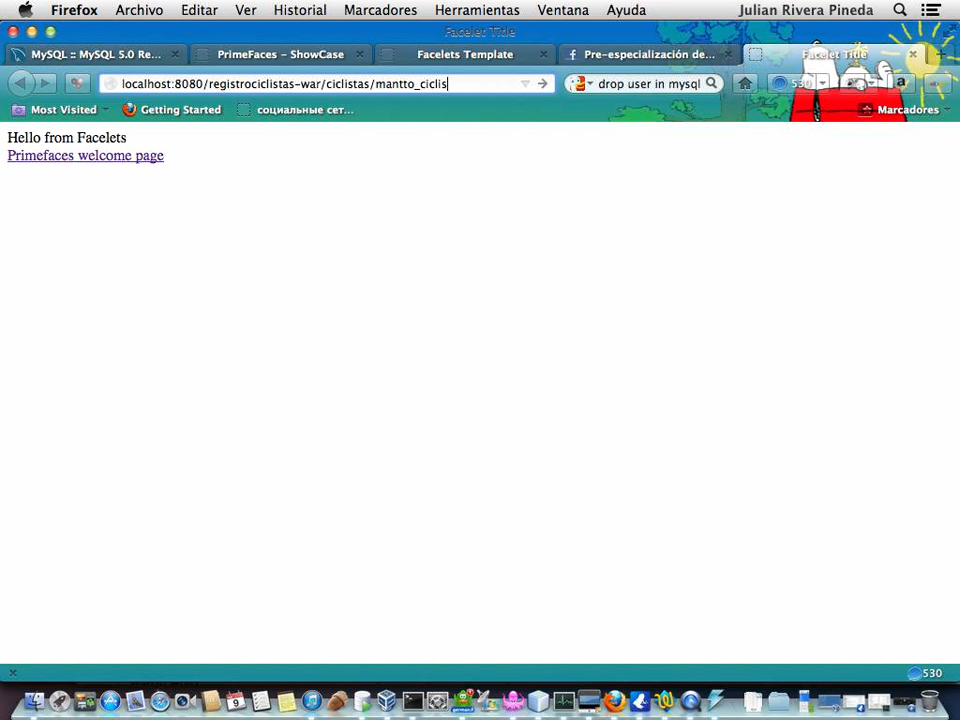 Firefox Archivo Editar Ver Historial Marcadores Herramientas Ventana Ayuda Julian Rivera Pineda
Facelet Title
MySQL :: MySQL 5.0 Re... PrimeFaces – ShowCase Facelets Template Pre-especialización de... Facelet Title
localhost:8080/registrociclistas-war/ciclistas/mantto_ciclis drop user in mysql 530
Most Visited Getting Started социальные сет... Marcadores
Hello from Facelets
Primefaces welcome page
530
9